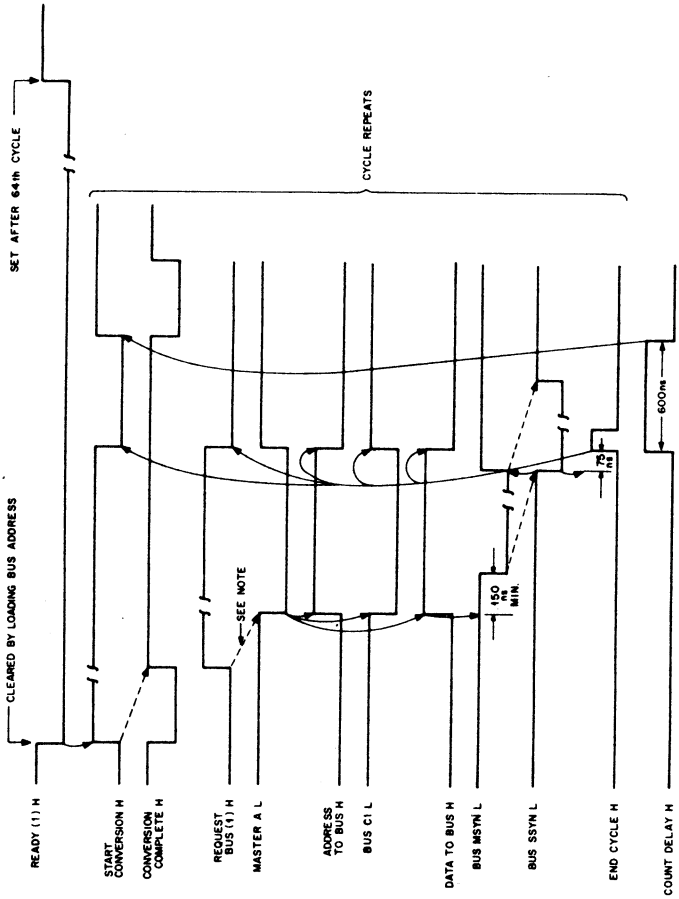 CLEARED BY LOADING BUS ADDRESS
SET AFTER 64th CYCLE
READY (1) H
START
CONVERSION H
CONVERSION
COMPLETE H
REQUEST
BUS (1) H
SEE NOTE
MASTER A L
ADDRESS
TO BUS H
BUS C1 L
CYCLE REPEATS
DATA TO BUS H
BUS MSYN L
150
ns
MIN.
BUS SSYN L
75
ns
END CYCLE H
600ns
COUNT DELAY H